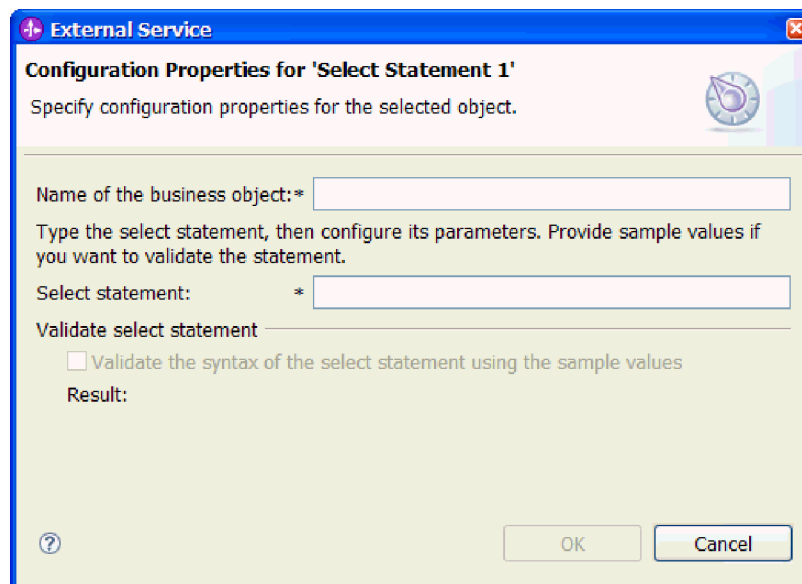 External Service
Configuration Properties for 'Select Statement 1'
Specify configuration properties for the selected object.
Name of the business object:*
Type the select statement, then configure its parameters. Provide sample values if
you want to validate the statement.
Select statement: *
Validate select statement
Validate the syntax of the select statement using the sample values
Result:
? OK Cancel